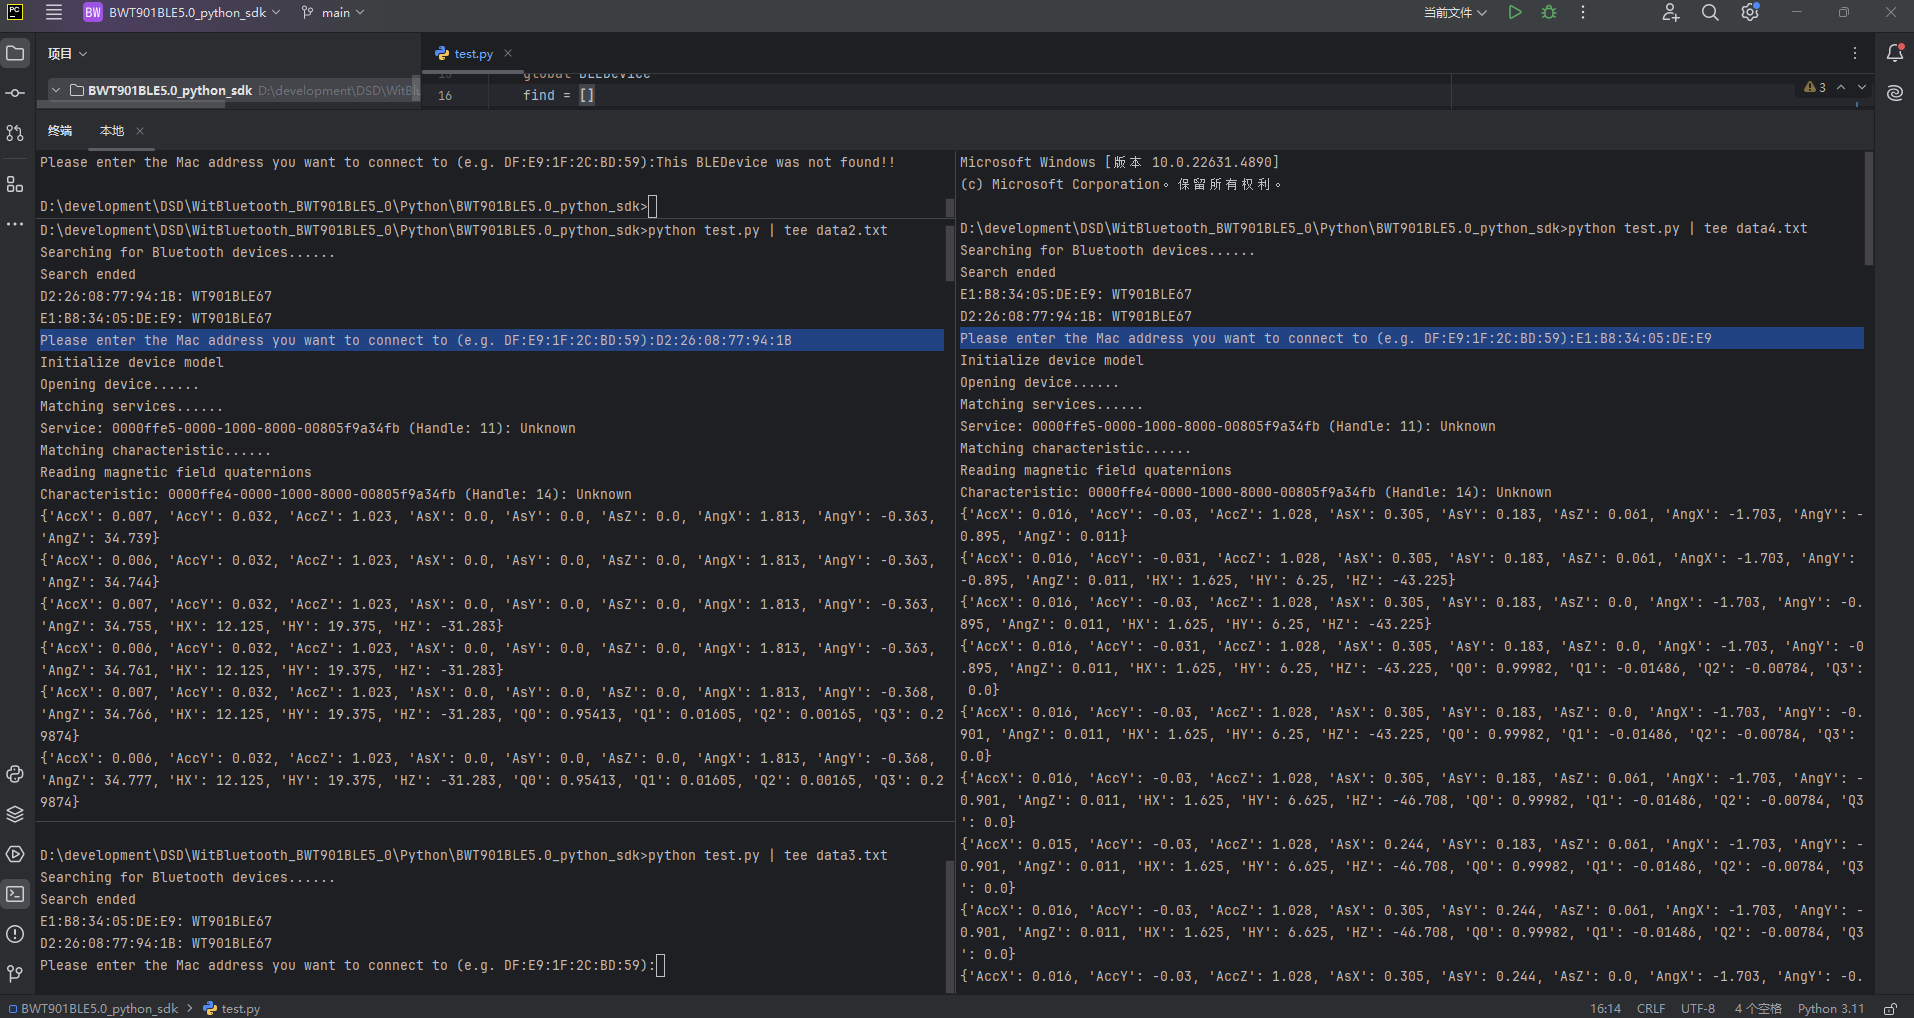 PC
BW BWT901BLE5.0_python_sdk main
当前文件
项目
test.py
BWT901BLE5.0_python_sdk D:\development\DSD\WitBlu
16 find = []
3
终端 本地
Please enter the Mac address you want to connect to (e.g. DF:E9:1F:2C:BD:59):This BLEDevice was not found!!
D:\development\DSD\WitBluetooth_BWT901BLE5_0\Python\BWT901BLE5.0_python_sdk>
D:\development\DSD\WitBluetooth_BWT901BLE5_0\Python\BWT901BLE5.0_python_sdk>python test.py | tee data2.txt
Searching for Bluetooth devices......
Search ended
D2:26:08:77:94:1B: WT901BLE67
E1:B8:34:05:DE:E9: WT901BLE67
Please enter the Mac address you want to connect to (e.g. DF:E9:1F:2C:BD:59):D2:26:08:77:94:1B
Initialize device model
Opening device......
Matching services......
Service: 0000ffe5-0000-1000-8000-00805f9a34fb (Handle: 11): Unknown
Matching characteristic......
Reading magnetic field quaternions
Characteristic: 0000ffe4-0000-1000-8000-00805f9a34fb (Handle: 14): Unknown
{'AccX': 0.007, 'AccY': 0.032, 'AccZ': 1.023, 'AsX': 0.0, 'AsY': 0.0, 'AsZ': 0.0, 'AngX': 1.813, 'AngY': -0.363,
'AngZ': 34.739}
{'AccX': 0.006, 'AccY': 0.032, 'AccZ': 1.023, 'AsX': 0.0, 'AsY': 0.0, 'AsZ': 0.0, 'AngX': 1.813, 'AngY': -0.363,
'AngZ': 34.744}
{'AccX': 0.007, 'AccY': 0.032, 'AccZ': 1.023, 'AsX': 0.0, 'AsY': 0.0, 'AsZ': 0.0, 'AngX': 1.813, 'AngY': -0.363,
'AngZ': 34.755, 'HX': 12.125, 'HY': 19.375, 'HZ': -31.283}
{'AccX': 0.006, 'AccY': 0.032, 'AccZ': 1.023, 'AsX': 0.0, 'AsY': 0.0, 'AsZ': 0.0, 'AngX': 1.813, 'AngY': -0.363,
'AngZ': 34.761, 'HX': 12.125, 'HY': 19.375, 'HZ': -31.283}
{'AccX': 0.007, 'AccY': 0.032, 'AccZ': 1.023, 'AsX': 0.0, 'AsY': 0.0, 'AsZ': 0.0, 'AngX': 1.813, 'AngY': -0.368,
'AngZ': 34.766, 'HX': 12.125, 'HY': 19.375, 'HZ': -31.283, 'Q0': 0.95413, 'Q1': 0.01605, 'Q2': 0.00165, 'Q3': 0.2
9874}
{'AccX': 0.006, 'AccY': 0.032, 'AccZ': 1.023, 'AsX': 0.0, 'AsY': 0.0, 'AsZ': 0.0, 'AngX': 1.813, 'AngY': -0.368,
'AngZ': 34.777, 'HX': 12.125, 'HY': 19.375, 'HZ': -31.283, 'Q0': 0.95413, 'Q1': 0.01605, 'Q2': 0.00165, 'Q3': 0.2
9874}
D:\development\DSD\WitBluetooth_BWT901BLE5_0\Python\BWT901BLE5.0_python_sdk>python test.py | tee data3.txt
Searching for Bluetooth devices......
Search ended
E1:B8:34:05:DE:E9: WT901BLE67
D2:26:08:77:94:1B: WT901BLE67
Please enter the Mac address you want to connect to (e.g. DF:E9:1F:2C:BD:59):
Microsoft Windows [版本 10.0.22631.4890]
(c) Microsoft Corporation。保留所有权利。
D:\development\DSD\WitBluetooth_BWT901BLE5_0\Python\BWT901BLE5.0_python_sdk>python test.py | tee data4.txt
Searching for Bluetooth devices......
Search ended
E1:B8:34:05:DE:E9: WT901BLE67
D2:26:08:77:94:1B: WT901BLE67
Please enter the Mac address you want to connect to (e.g. DF:E9:1F:2C:BD:59):E1:B8:34:05:DE:E9
Initialize device model
Opening device......
Matching services......
Service: 0000ffe5-0000-1000-8000-00805f9a34fb (Handle: 11): Unknown
Matching characteristic......
Reading magnetic field quaternions
Characteristic: 0000ffe4-0000-1000-8000-00805f9a34fb (Handle: 14): Unknown
{'AccX': 0.016, 'AccY': -0.03, 'AccZ': 1.028, 'AsX': 0.305, 'AsY': 0.183, 'AsZ': 0.061, 'AngX': -1.703, 'AngY': -
0.895, 'AngZ': 0.011}
{'AccX': 0.016, 'AccY': -0.031, 'AccZ': 1.028, 'AsX': 0.305, 'AsY': 0.183, 'AsZ': 0.061, 'AngX': -1.703, 'AngY':
-0.895, 'AngZ': 0.011, 'HX': 1.625, 'HY': 6.25, 'HZ': -43.225}
{'AccX': 0.016, 'AccY': -0.03, 'AccZ': 1.028, 'AsX': 0.305, 'AsY': 0.183, 'AsZ': 0.0, 'AngX': -1.703, 'AngY': -0.
895, 'AngZ': 0.011, 'HX': 1.625, 'HY': 6.25, 'HZ': -43.225}
{'AccX': 0.016, 'AccY': -0.031, 'AccZ': 1.028, 'AsX': 0.305, 'AsY': 0.183, 'AsZ': 0.0, 'AngX': -1.703, 'AngY': -0
.895, 'AngZ': 0.011, 'HX': 1.625, 'HY': 6.25, 'HZ': -43.225, 'Q0': 0.99982, 'Q1': -0.01486, 'Q2': -0.00784, 'Q3':
0.0}
{'AccX': 0.016, 'AccY': -0.03, 'AccZ': 1.028, 'AsX': 0.305, 'AsY': 0.183, 'AsZ': 0.0, 'AngX': -1.703, 'AngY': -0.
901, 'AngZ': 0.011, 'HX': 1.625, 'HY': 6.25, 'HZ': -43.225, 'Q0': 0.99982, 'Q1': -0.01486, 'Q2': -0.00784, 'Q3':
0.0}
{'AccX': 0.016, 'AccY': -0.03, 'AccZ': 1.028, 'AsX': 0.305, 'AsY': 0.183, 'AsZ': 0.061, 'AngX': -1.703, 'AngY': -
0.901, 'AngZ': 0.011, 'HX': 1.625, 'HY': 6.625, 'HZ': -46.708, 'Q0': 0.99982, 'Q1': -0.01486, 'Q2': -0.00784, 'Q3
': 0.0}
{'AccX': 0.015, 'AccY': -0.03, 'AccZ': 1.028, 'AsX': 0.244, 'AsY': 0.183, 'AsZ': 0.061, 'AngX': -1.703, 'AngY': -
0.901, 'AngZ': 0.011, 'HX': 1.625, 'HY': 6.625, 'HZ': -46.708, 'Q0': 0.99982, 'Q1': -0.01486, 'Q2': -0.00784, 'Q3
': 0.0}
{'AccX': 0.016, 'AccY': -0.03, 'AccZ': 1.028, 'AsX': 0.305, 'AsY': 0.244, 'AsZ': 0.061, 'AngX': -1.703, 'AngY': -
0.901, 'AngZ': 0.011, 'HX': 1.625, 'HY': 6.625, 'HZ': -46.708, 'Q0': 0.99982, 'Q1': -0.01486, 'Q2': -0.00784, 'Q3
': 0.0}
{'AccX': 0.016, 'AccY': -0.03, 'AccZ': 1.028, 'AsX': 0.305, 'AsY': 0.244, 'AsZ': 0.0, 'AngX': -1.703, 'AngY': -0.
BWT901BLE5.0_python_sdk > test.py
16:14 CRLF UTF-8 4 个空格 Python 3.11